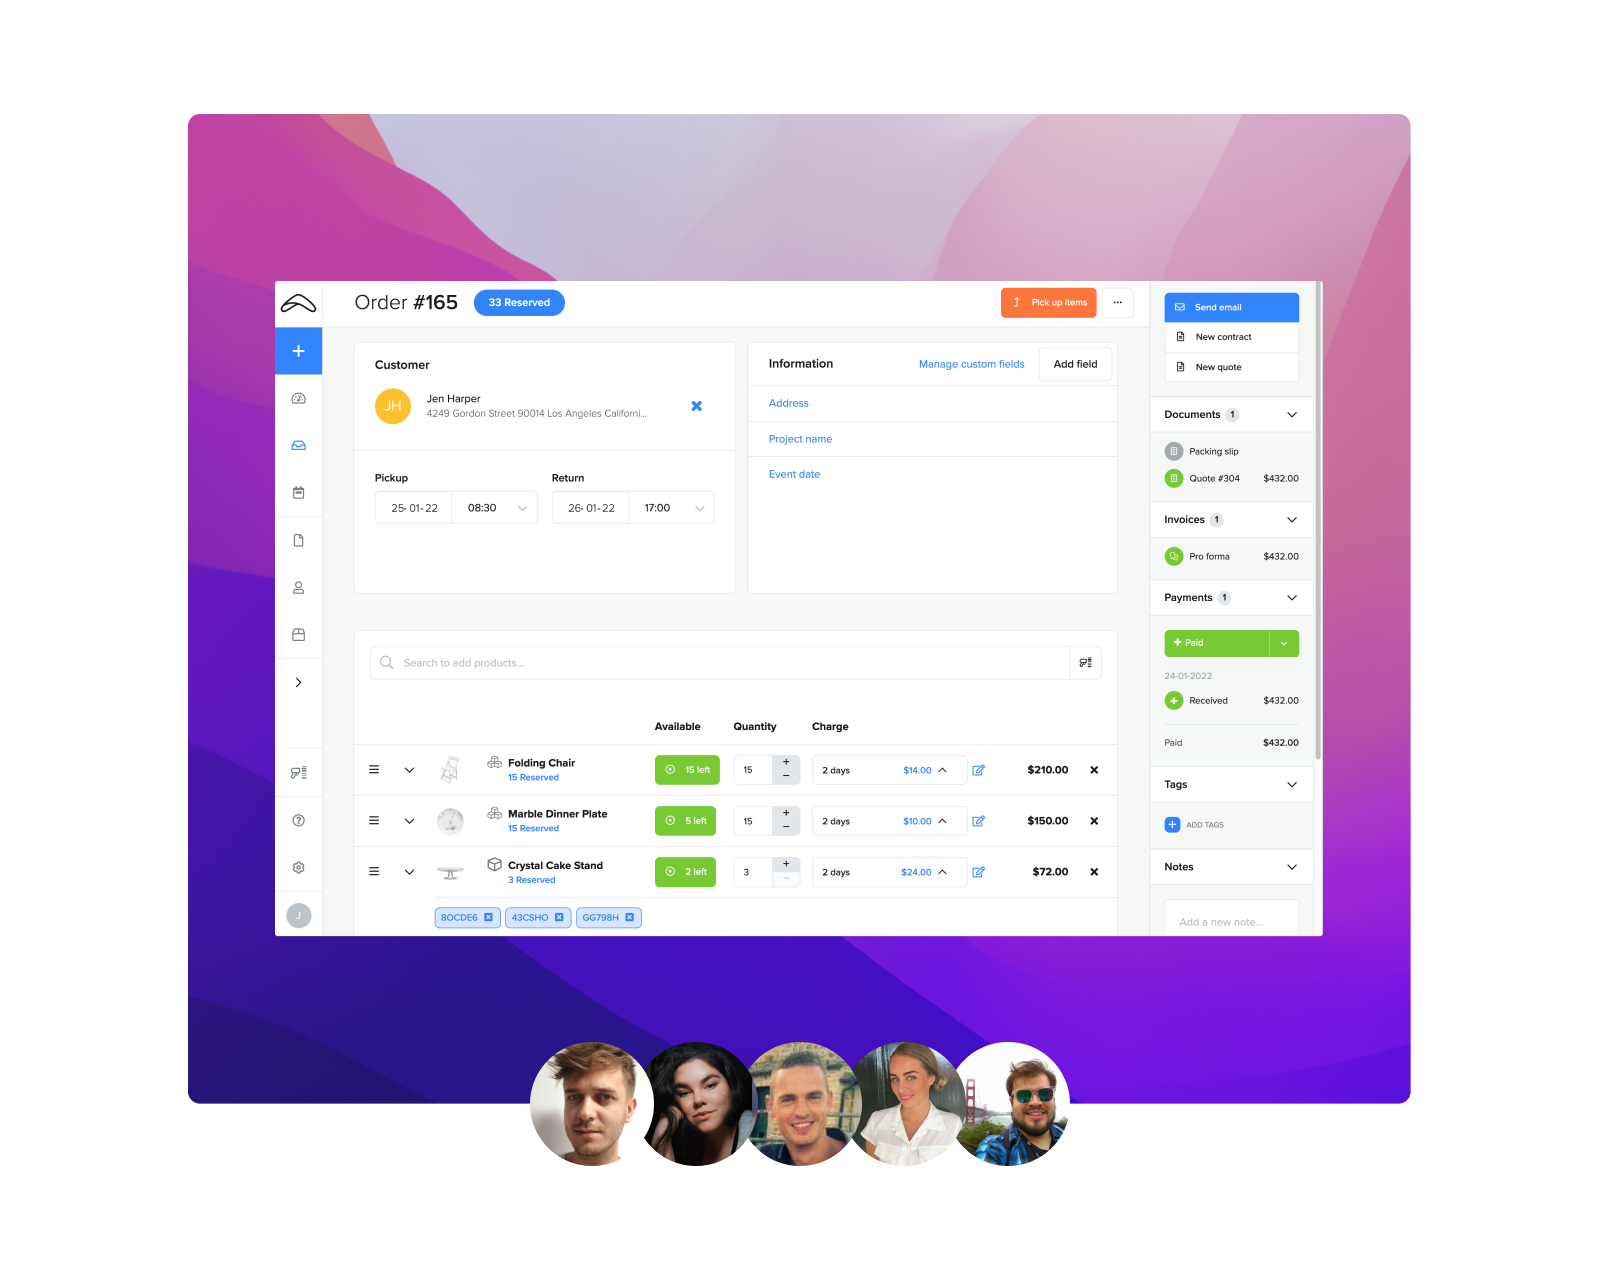 Order #165
33 Reserved
Pick up items
...
Customer
JH
Jen Harper
4249 Gordon Street 90014 Los Angeles Californi...
Pickup
Return
25-01-22
08:30
26-01-22
17:00
Information
Manage custom fields
Add field
Address
Project name
Event date
Search to add products...
Available
Quantity
Charge
Folding Chair
15 Reserved
15 left
15
+
−
2 days
$14.00
$210.00
Marble Dinner Plate
15 Reserved
5 left
15
+
−
2 days
$10.00
$150.00
Crystal Cake Stand
3 Reserved
2 left
3
+
−
2 days
$24.00
$72.00
8OCDE6
43CSHO
GG798H
J
Send email
New contract
New quote
Documents 1
Packing slip
Quote #304 $432.00
Invoices 1
Pro forma $432.00
Payments 1
+ Paid
24-01-2022
Received $432.00
Paid $432.00
Tags
ADD TAGS
Notes
Add a new note...